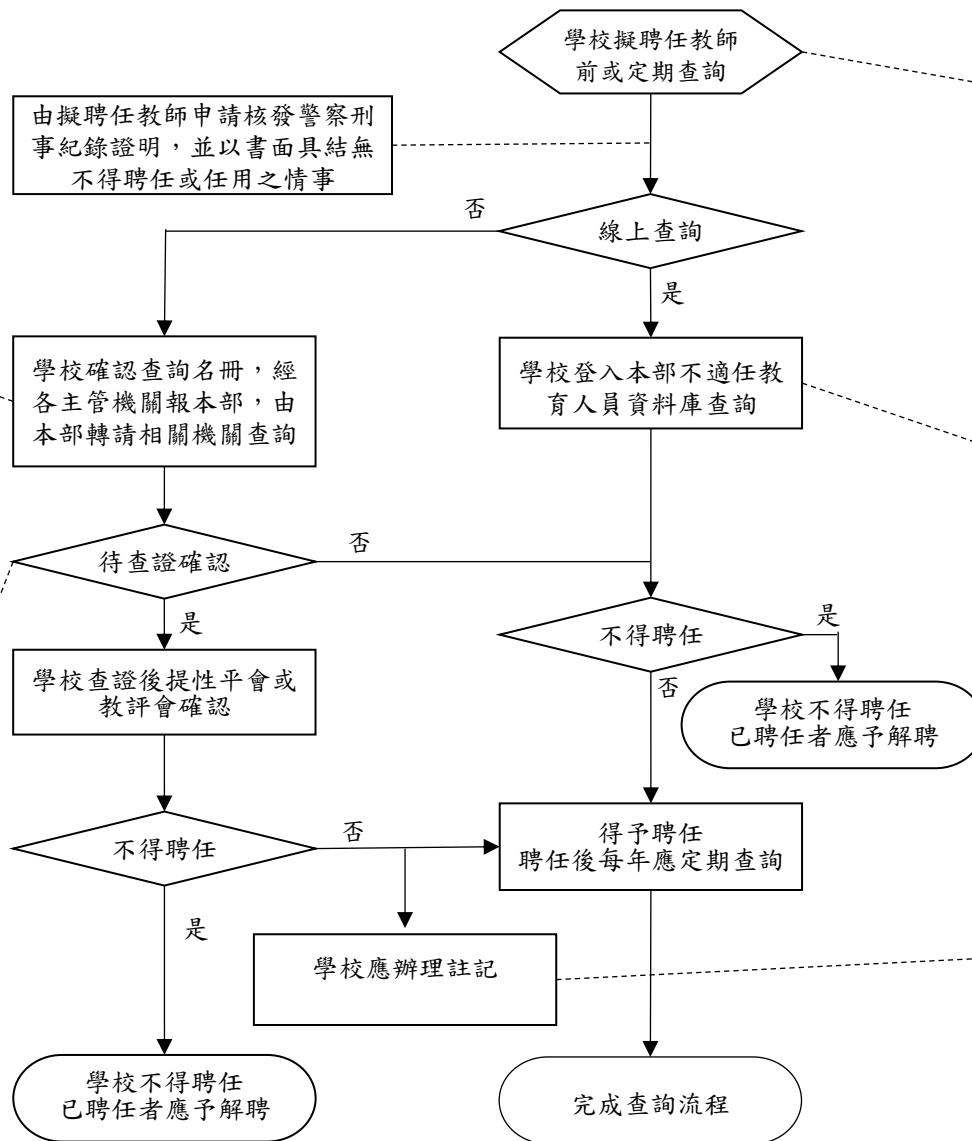 學校擬聘任教師
前或定期查詢
由擬聘任教師申請核發警察刑
事紀錄證明，並以書面具結無
不得聘任或任用之情事
否
線上查詢
是
學校確認查詢名冊，經
各主管機關報本部，由
本部轉請相關機關查詢
學校登入本部不適任教
育人員資料庫查詢
否
待查證確認
是
不得聘任
是
學校查證後提性平會或
教評會確認
否
學校不得聘任
已聘任者應予解聘
不得聘任
否
得予聘任
聘任後每年應定期查詢
是
學校應辦理註記
學校不得聘任
已聘任者應予解聘
完成查詢流程